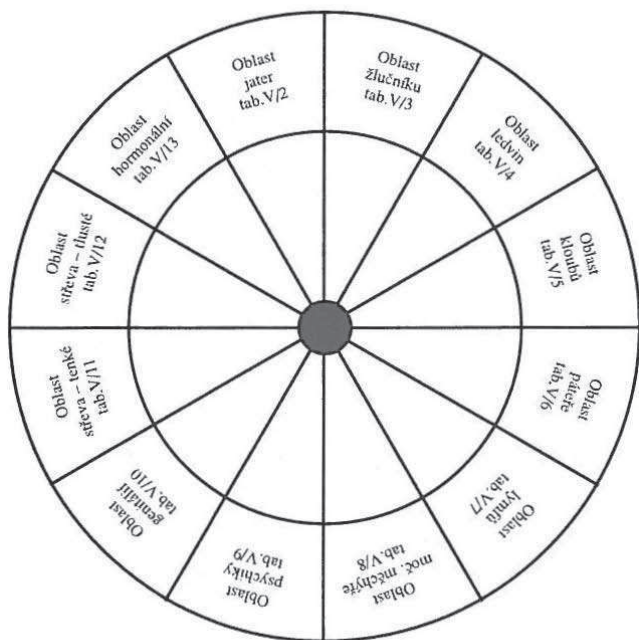 Oblast
jater
tab.V/2
Oblast
žlučníku
tab.V/3
Oblast
ledvin
tab.V/4
Oblast
kloubů
tab.V/5
Oblast
páteře
tab.V/6
Oblast
lymfů
tab.V/7
Oblast
moč. měchýře
tab.V/8
Oblast
psychiky
tab.V/9
Oblast
genitální
tab.V/10
Oblast
střeva – tenké
tab.V/11
Oblast
střeva – tlusté
tab.V/12
Oblast
hormonální
tab.V/13